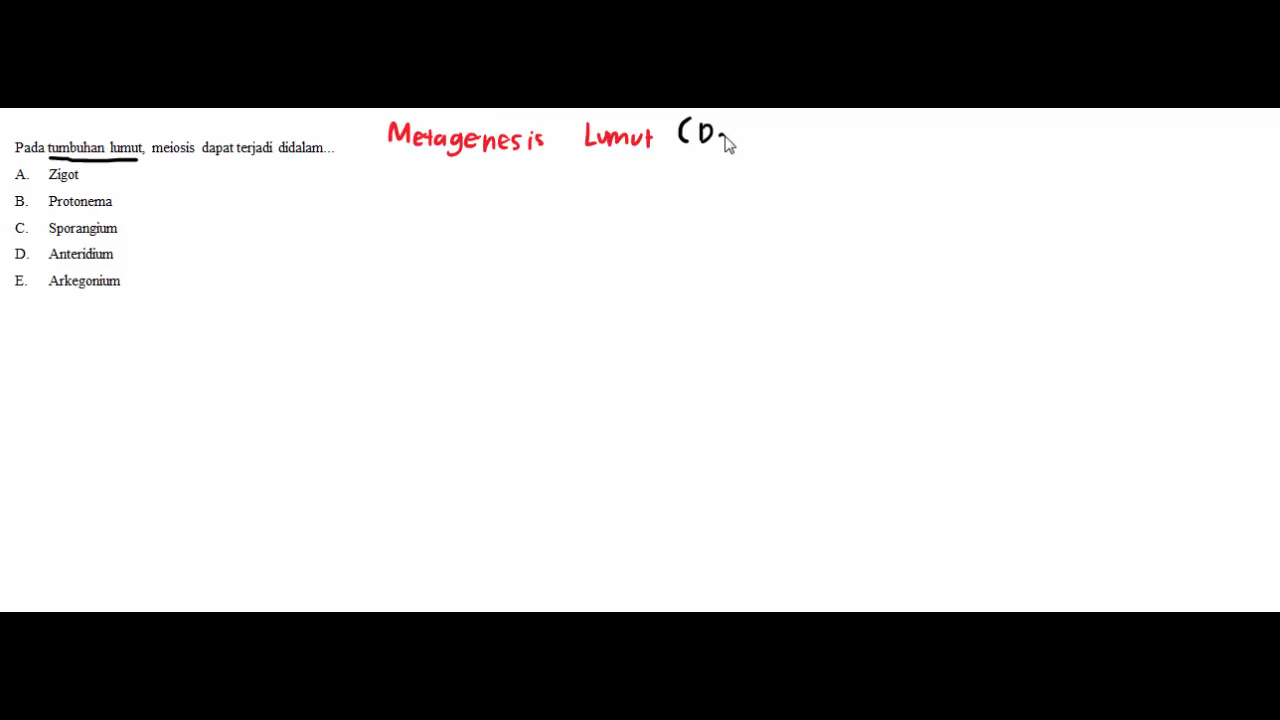 Metagenesis Lumut (D.
Pada tumbuhan lumut, meiosis dapat terjadi didalam...
A. Zigot
B. Protonema
C. Sporangium
D. Anteridium
E. Arkegonium